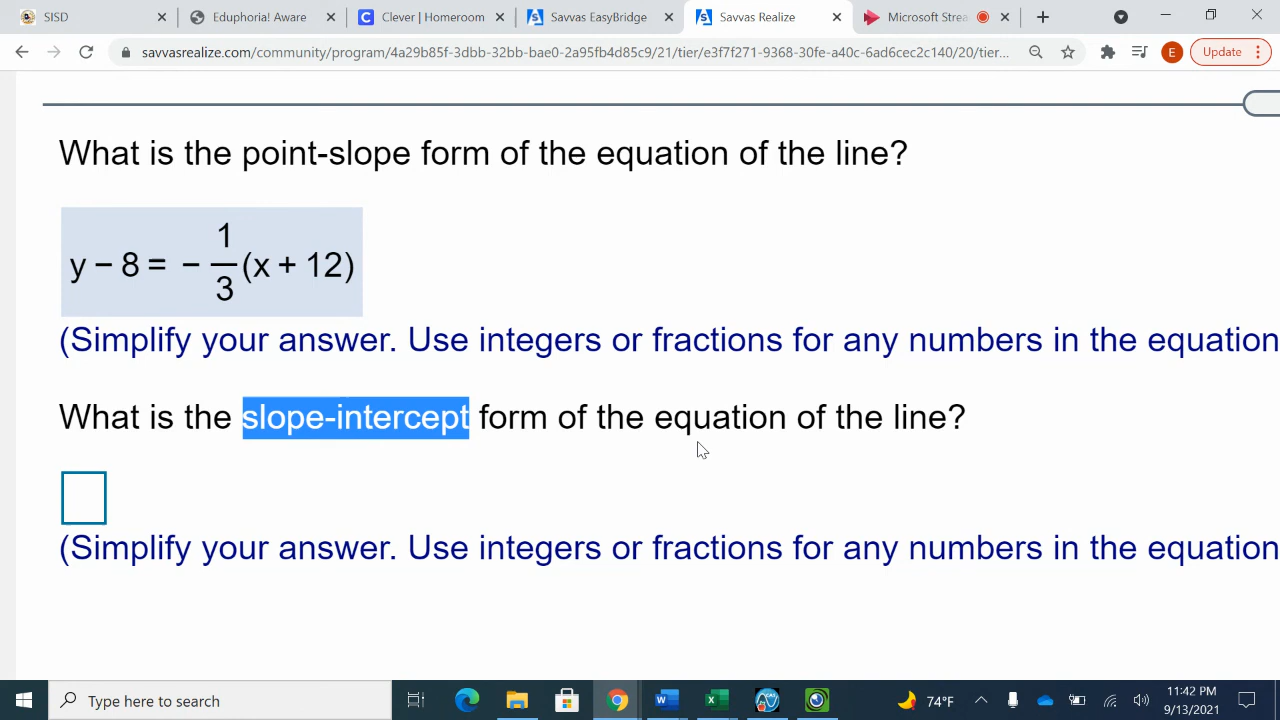 SISD
Eduphoria! Aware
Clever | Homeroom
Savvas EasyBridge
Savvas Realize
Microsoft Strea
savvasrealize.com/community/program/4a29b85f-3dbb-32bb-bae0-2a95fb4d85c9/21/tier/e3f7f271-9368-30fe-a40c-6ad6cec2c140/20/tier...
E
Update
What is the point-slope form of the equation of the line?
y − 8 = − 1/3 (x + 12)
(Simplify your answer. Use integers or fractions for any numbers in the equation
What is the slope-intercept form of the equation of the line?
(Simplify your answer. Use integers or fractions for any numbers in the equation
Type here to search
74°F
11:42 PM
9/13/2021